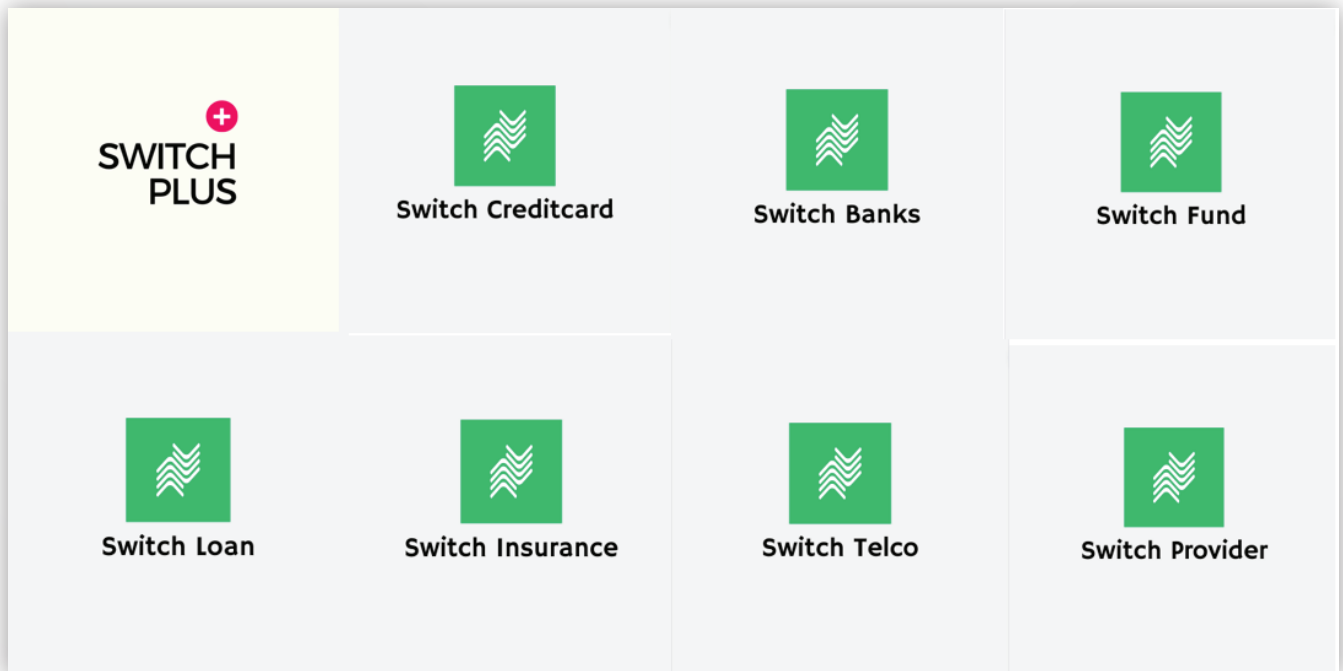 SWITCH
PLUS
Switch Creditcard
Switch Banks
Switch Fund
Switch Loan
Switch Insurance
Switch Telco
Switch Provider